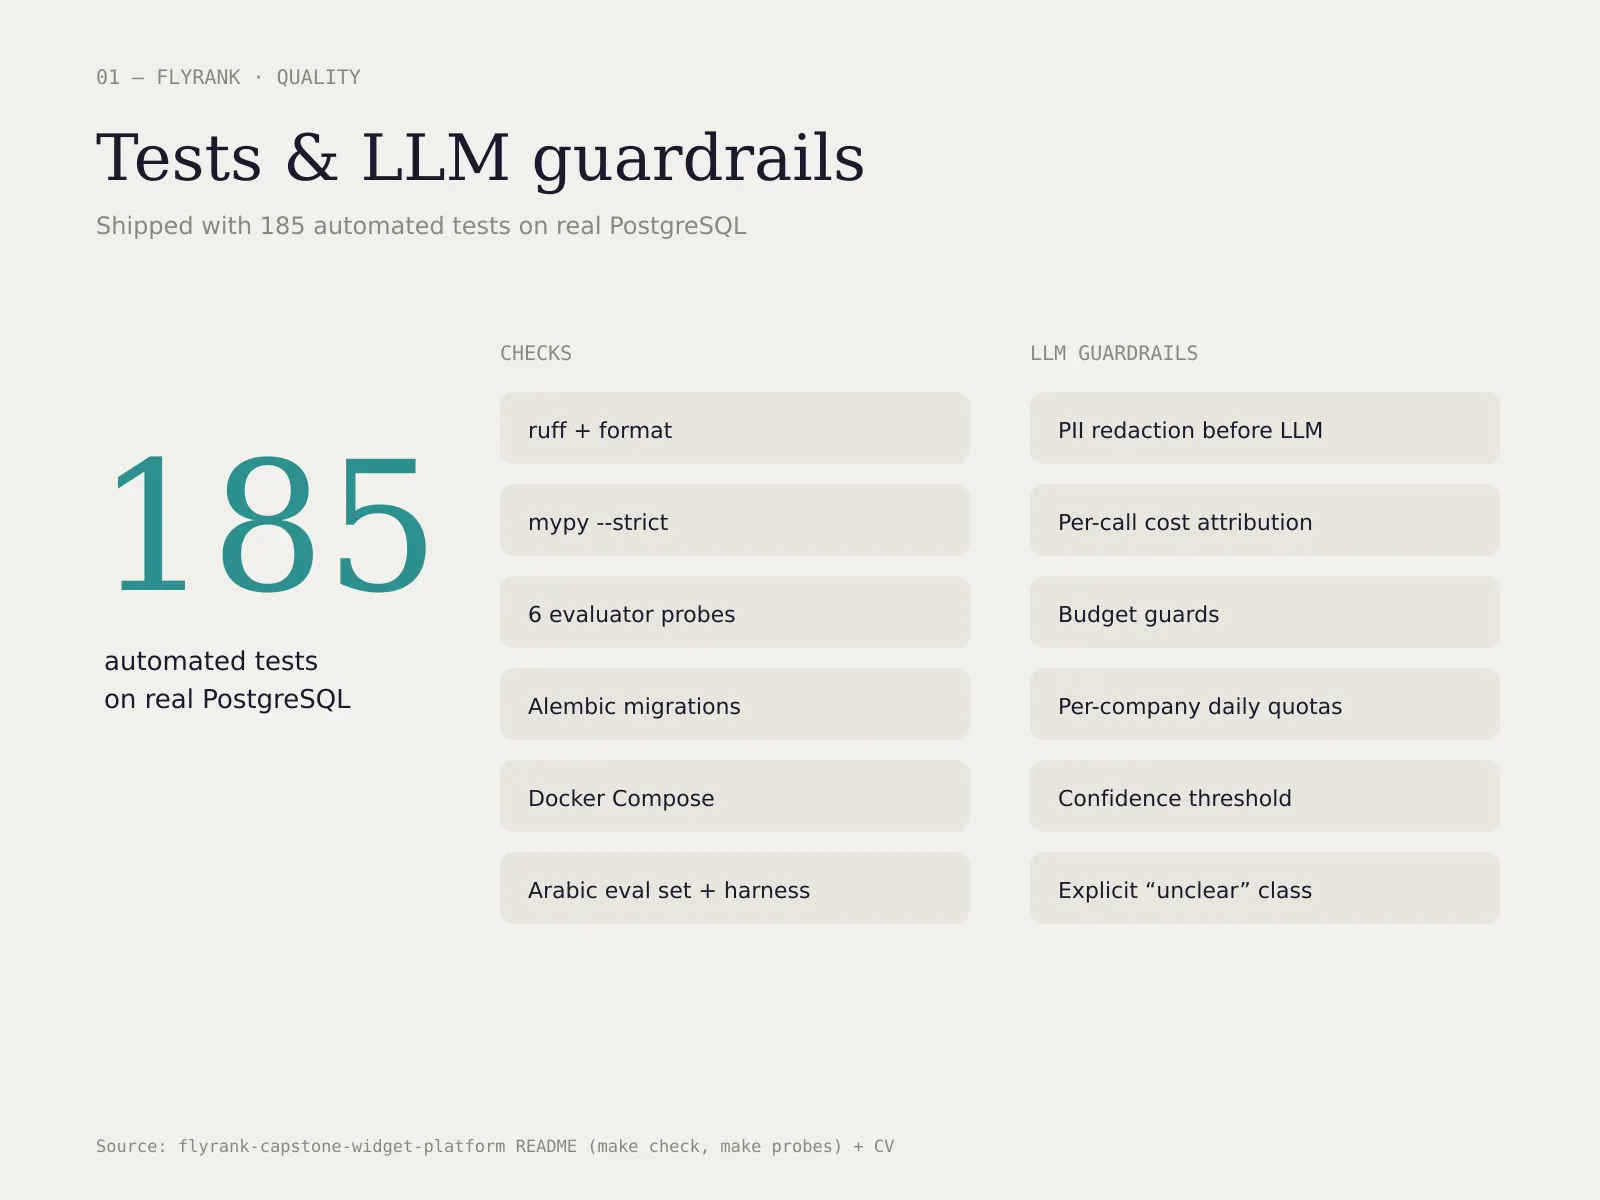 01 — FLYRANK · QUALITY
Tests & LLM guardrails
Shipped with 185 automated tests on real PostgreSQL
185
automated tests
on real PostgreSQL
CHECKS
ruff + format
mypy --strict
6 evaluator probes
Alembic migrations
Docker Compose
Arabic eval set + harness
LLM GUARDRAILS
PII redaction before LLM
Per-call cost attribution
Budget guards
Per-company daily quotas
Confidence threshold
Explicit “unclear” class
Source: flyrank-capstone-widget-platform README (make check, make probes) + CV